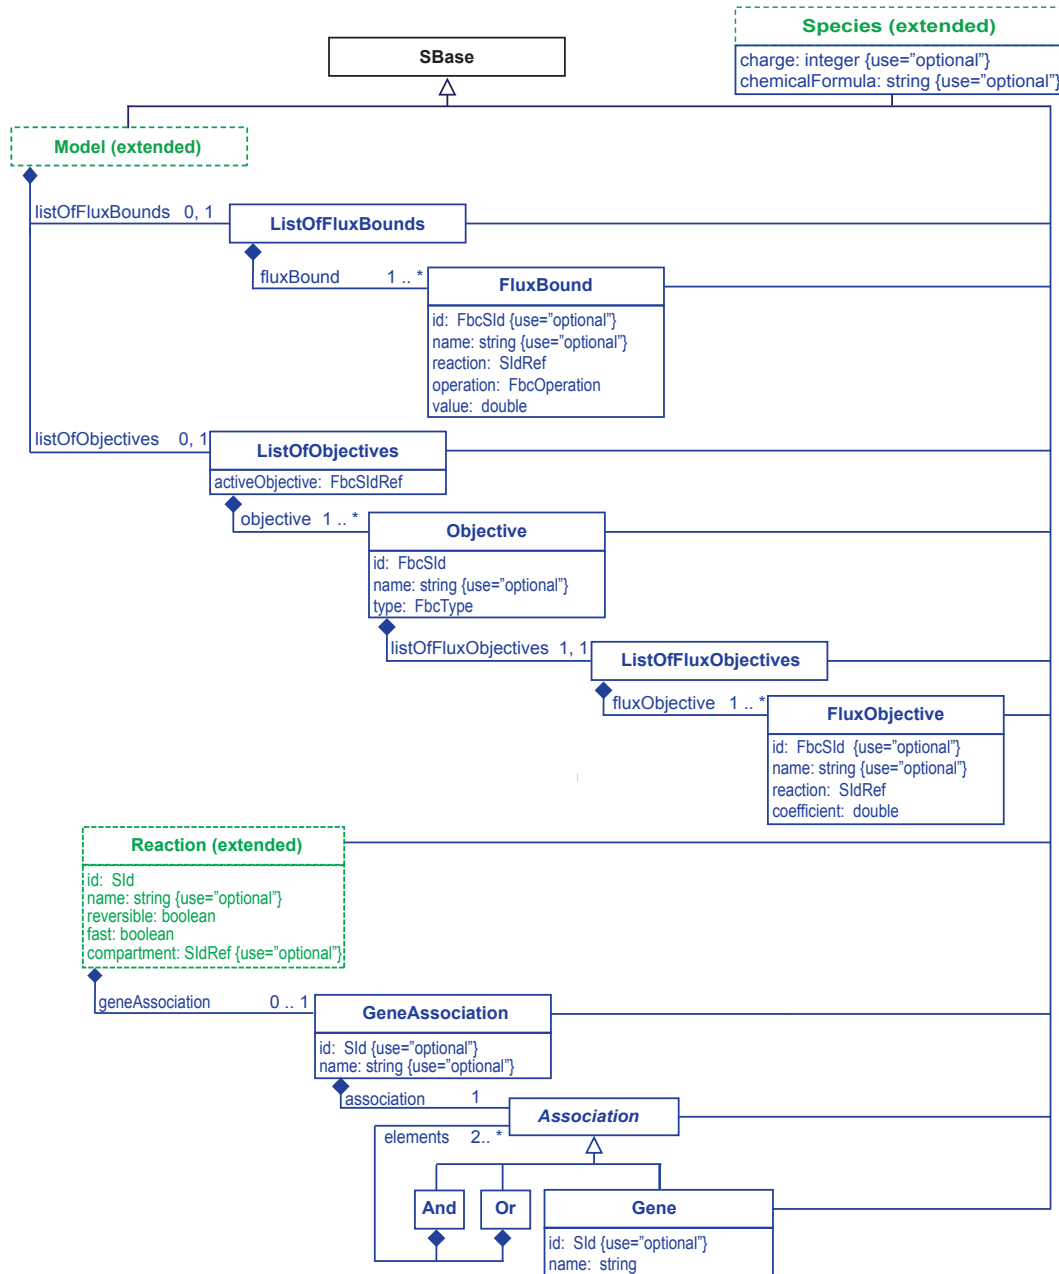 Species (extended)
charge: integer {use=”optional”}
chemicalFormula: string {use=”optional”}
SBase
Model (extended)
listOfFluxBounds 0, 1
ListOfFluxBounds
fluxBound 1 .. *
FluxBound
id: FbcSId {use=”optional”}
name: string {use=”optional”}
reaction: SIdRef
operation: FbcOperation
value: double
listOfObjectives 0, 1
ListOfObjectives
activeObjective: FbcSIdRef
objective 1 .. *
Objective
id: FbcSId
name: string {use=”optional”}
type: FbcType
listOfFluxObjectives 1, 1
ListOfFluxObjectives
fluxObjective 1 .. *
FluxObjective
id: FbcSId {use=”optional”}
name: string {use=”optional”}
reaction: SIdRef
coefficient: double
Reaction (extended)
id: SId
name: string {use=”optional”}
reversible: boolean
fast: boolean
compartment: SIdRef {use=”optional”}
geneAssociation 0 .. 1
GeneAssociation
id: SId {use=”optional”}
name: string {use=”optional”}
association 1
Association
elements 2.. *
And
Or
Gene
id: SId {use=”optional”}
name: string